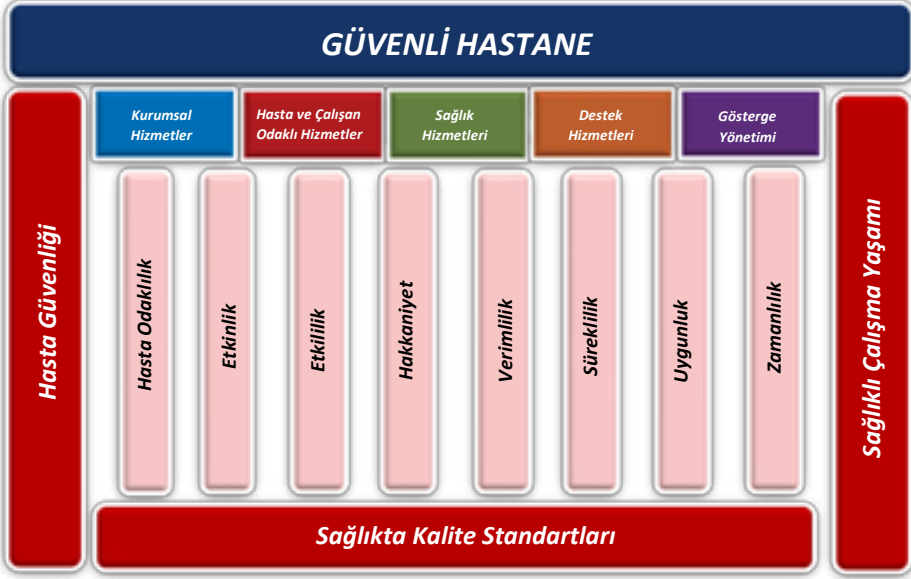 GÜVENLİ HASTANE
Kurumsal
Hizmetler
Hasta ve Çalışan
Odaklı Hizmetler
Sağlık
Hizmetleri
Destek
Hizmetleri
Gösterge
Yönetimi
Hasta Güvenliği
Hasta Odaklılık
Etkinlik
Etkililik
Hakkaniyet
Verimlilik
Süreklilik
Uygunluk
Zamanlılık
Sağlıklı Çalışma Yaşamı
Sağlıkta Kalite Standartları